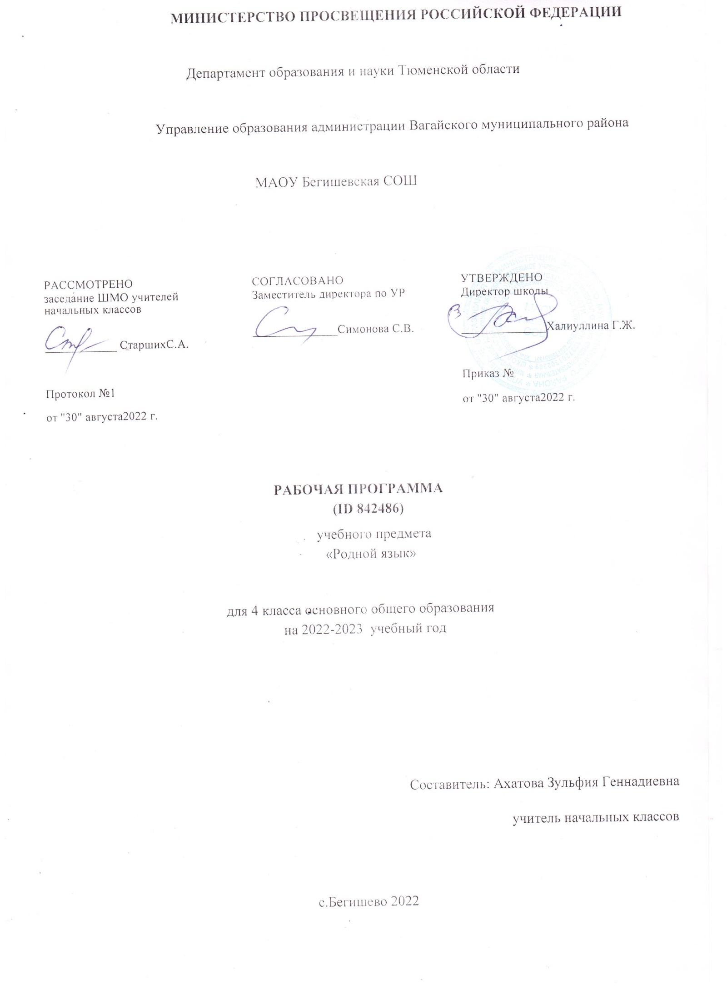 МИНИСТЕРСТВО ПРОСВЕЩЕНИЯ РОССИЙСКОЙ ФЕДЕРАЦИИ
Департамент образования и науки Тюменской области
Управление образования администрации Вагайского муниципального района
МАОУ Бегишевская СОШ
РАССМОТРЕНО
заседание ШМО учителей
начальных классов
____________ СтаршихС.А.
Протокол №1
от "30" августа2022 г.
СОГЛАСОВАНО
Заместитель директора по УР
______________Симонова С.В.
УТВЕРЖДЕНО
Директор школы
______________Халиуллина Г.Ж.
Приказ №
от "30" августа2022 г.
РАБОЧАЯ ПРОГРАММА
(ID 842486)
учебного предмета
«Родной язык»
для 4 класса основного общего образования
на 2022-2023 учебный год
Составитель: Ахатова Зульфия Геннадиевна
учитель начальных классов
с.Бегишево 2022